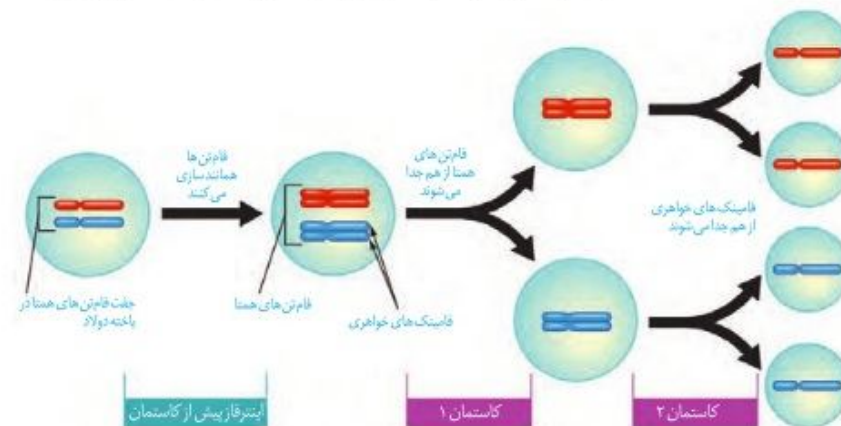 فام‌تن‌ها
همانندسازی
می‌کنند
جفت فام‌تن‌های همتا در
یاخته دولاد
فام‌تن‌های همتا
فامینک‌های خواهری
فام‌تن‌های
همتا از هم جدا
می‌شوند
فامینک‌های خواهری
از هم جدا می‌شوند
اینترفاز پیش از کاستمان
کاستمان ۱
کاستمان ۲